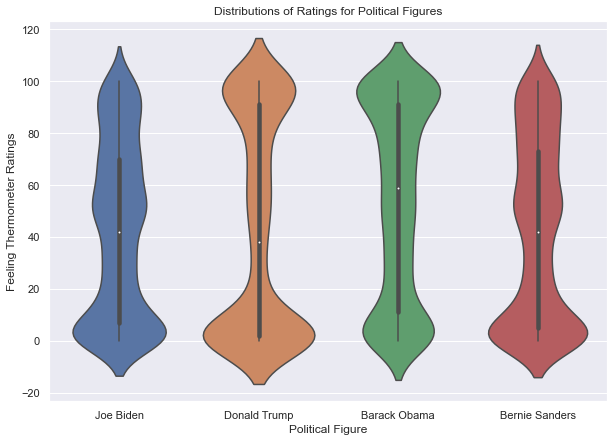 Distributions of Ratings for Political Figures
120
100
80
60
40
20
0
−20
Feeling Thermometer Ratings
Joe Biden Donald Trump Barack Obama Bernie Sanders
Political Figure